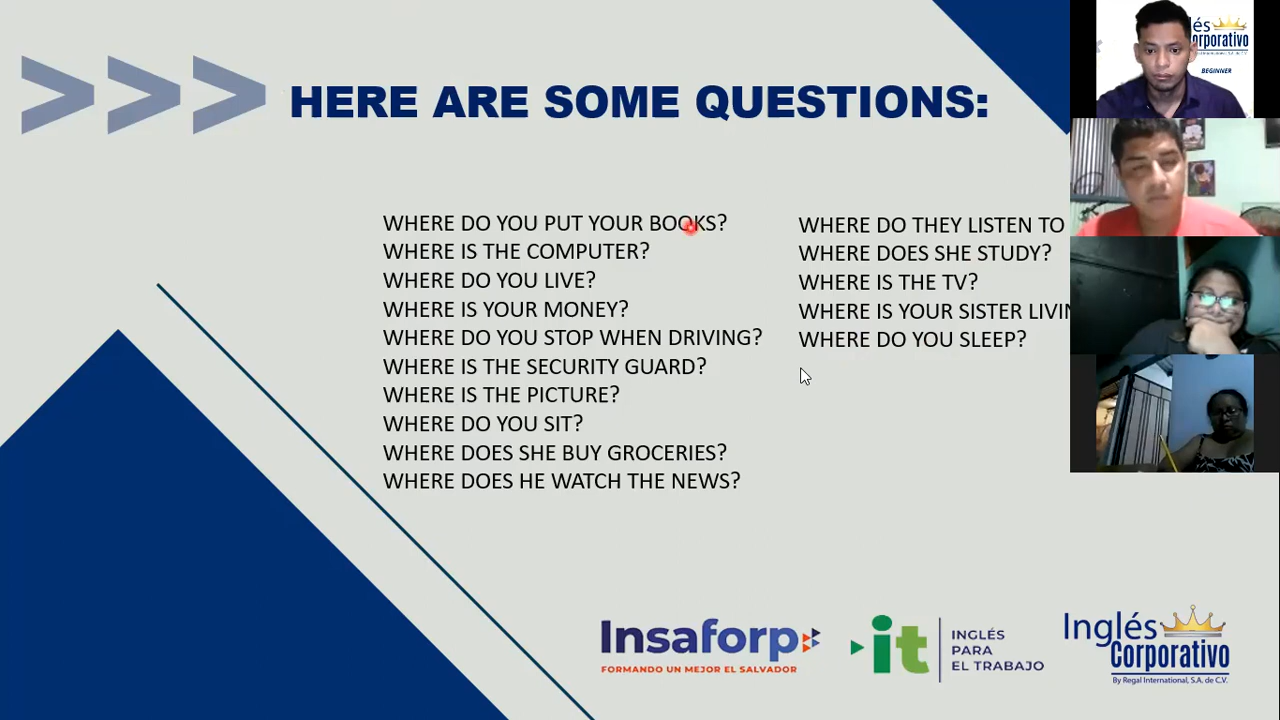 HERE ARE SOME QUESTIONS:
WHERE DO YOU PUT YOUR BOOKS?
WHERE IS THE COMPUTER?
WHERE DO YOU LIVE?
WHERE IS YOUR MONEY?
WHERE DO YOU STOP WHEN DRIVING?
WHERE IS THE SECURITY GUARD?
WHERE IS THE PICTURE?
WHERE DO YOU SIT?
WHERE DOES SHE BUY GROCERIES?
WHERE DOES HE WATCH THE NEWS?
WHERE DO THEY LISTEN TO
WHERE DOES SHE STUDY?
WHERE IS THE TV?
WHERE IS YOUR SISTER
WHERE DO YOU SLEEP?
BEGINNER
Insaforp
FORMANDO UN MEJOR EL SALVADOR
it
INGLÉS
PARA
EL TRABAJO
Inglés
Corporativo
By Regal International, S.A. de C.V.